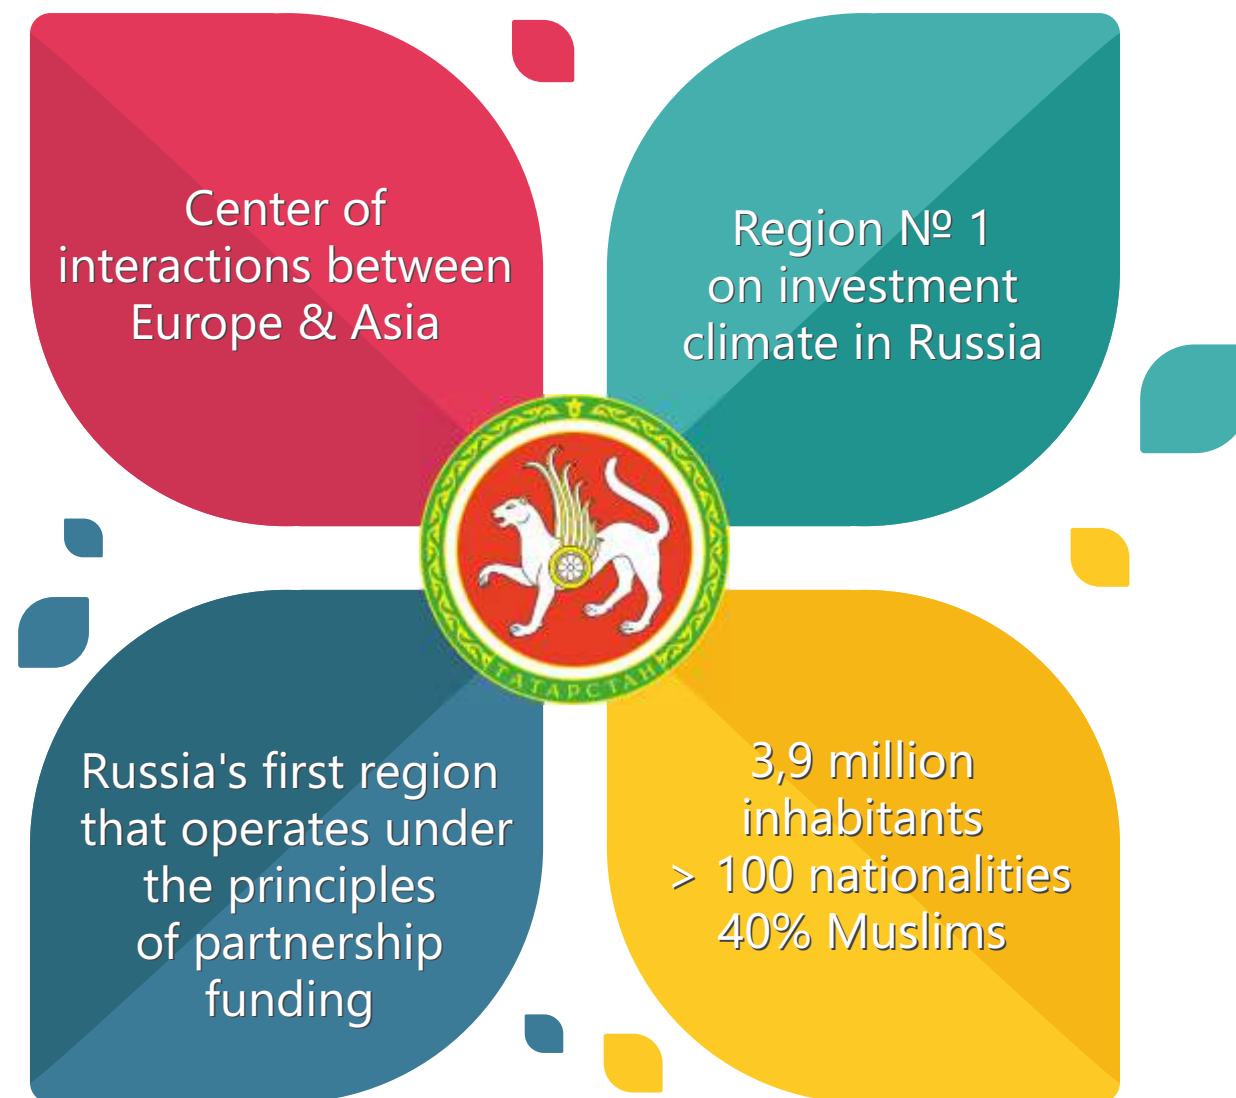 Center of
interactions between
Europe & Asia
Region № 1
on investment
climate in Russia
ТАТАРСТАН
Russia's first region
that operates under
the principles
of partnership
funding
3,9 million
inhabitants
> 100 nationalities
40% Muslims